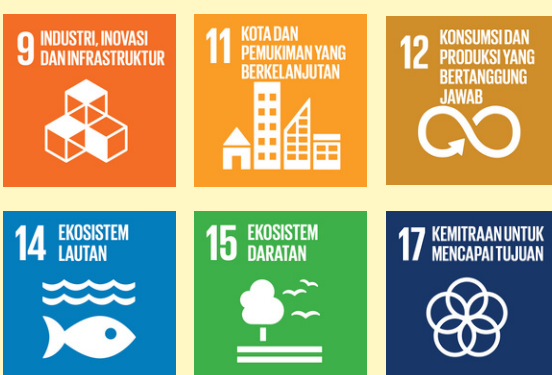 9 INDUSTRI, INOVASI
DAN INFRASTRUKTUR
11 KOTA DAN
PEMUKIMAN YANG
BERKELANJUTAN
12 KONSUMSI DAN
PRODUKSI YANG
BERTANGGUNG
JAWAB
14 EKOSISTEM
LAUTAN
15 EKOSISTEM
DARATAN
17 KEMITRAAN UNTUK
MENCAPAI TUJUAN